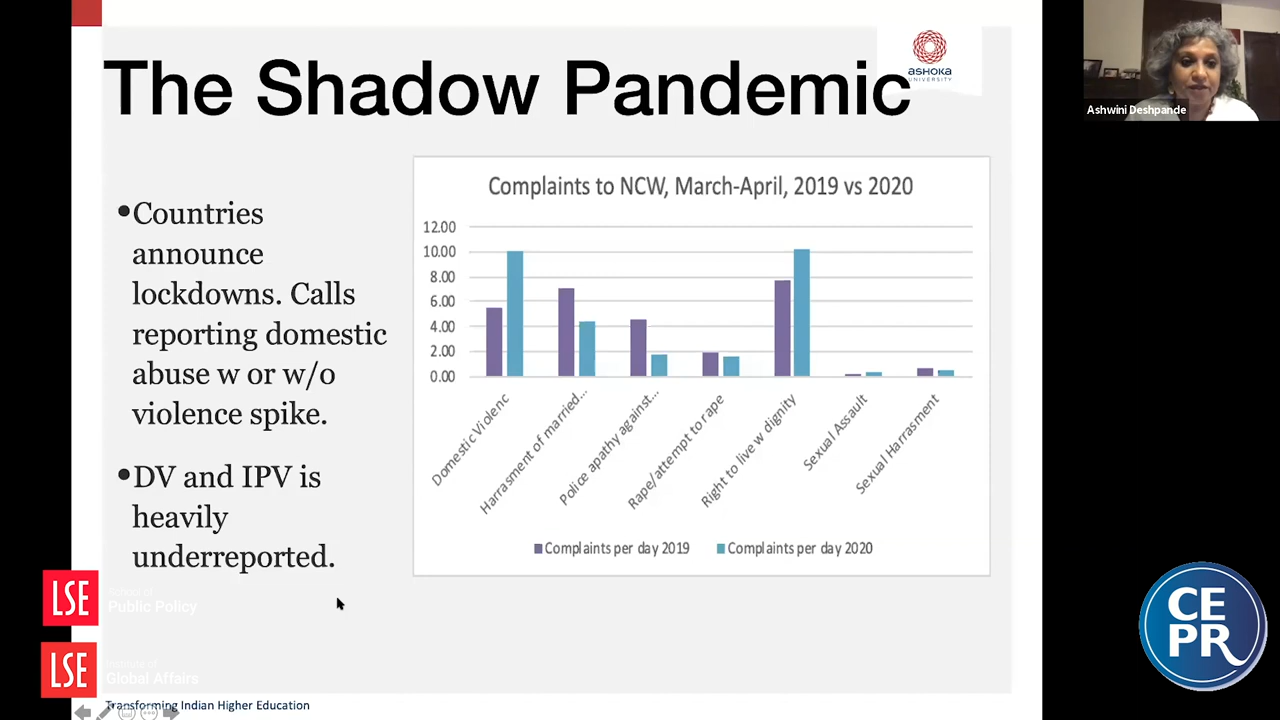 The Shadow Pandemic
ASHOKA
UNIVERSITY
Ashwini Deshpande
•Countries
announce
lockdowns. Calls
reporting domestic
abuse w or w/o
violence spike.
•DV and IPV is
heavily
underreported.
Complaints to NCW, March-April, 2019 vs 2020
12.00
10.00
8.00
6.00
4.00
2.00
0.00
Domestic Violenc
Harrasment of married...
Police apathy against...
Rape/attempt to rape
Right to live w dignity
Sexual Assault
Sexual Harrasment
Complaints per day 2019
Complaints per day 2020
LSE
School of
Public Policy
LSE
Institute of
Global Affairs
Transforming Indian Higher Education
CE
PR